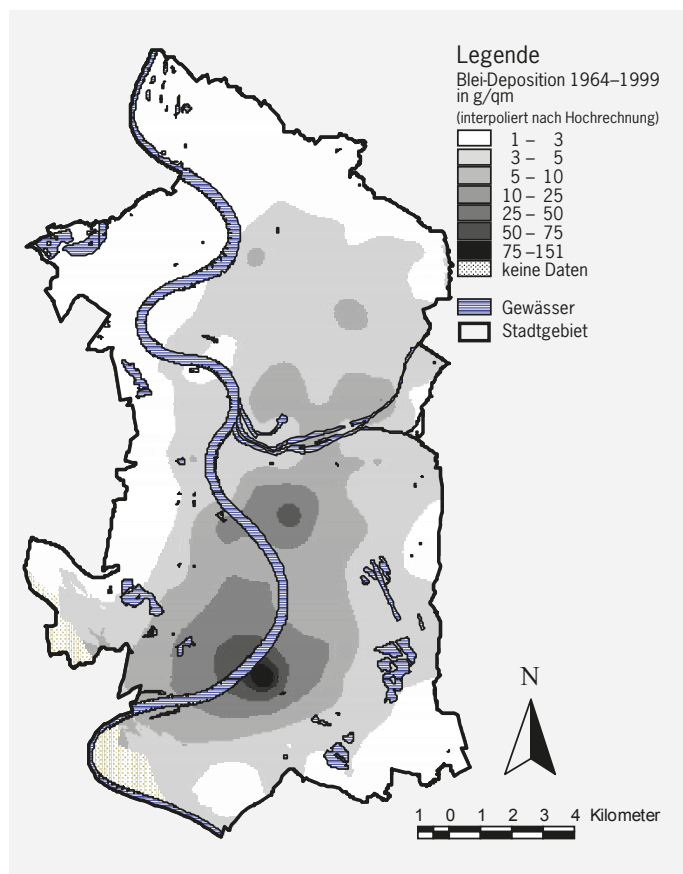 Legende
Blei-Deposition 1964–1999
in g/qm
(interpoliert nach Hochrechnung)
1 – 3
3 – 5
5 – 10
10 – 25
25 – 50
50 – 75
75 –151
keine Daten
Gewässer
Stadtgebiet
N
1 0 1 2 3 4 Kilometer